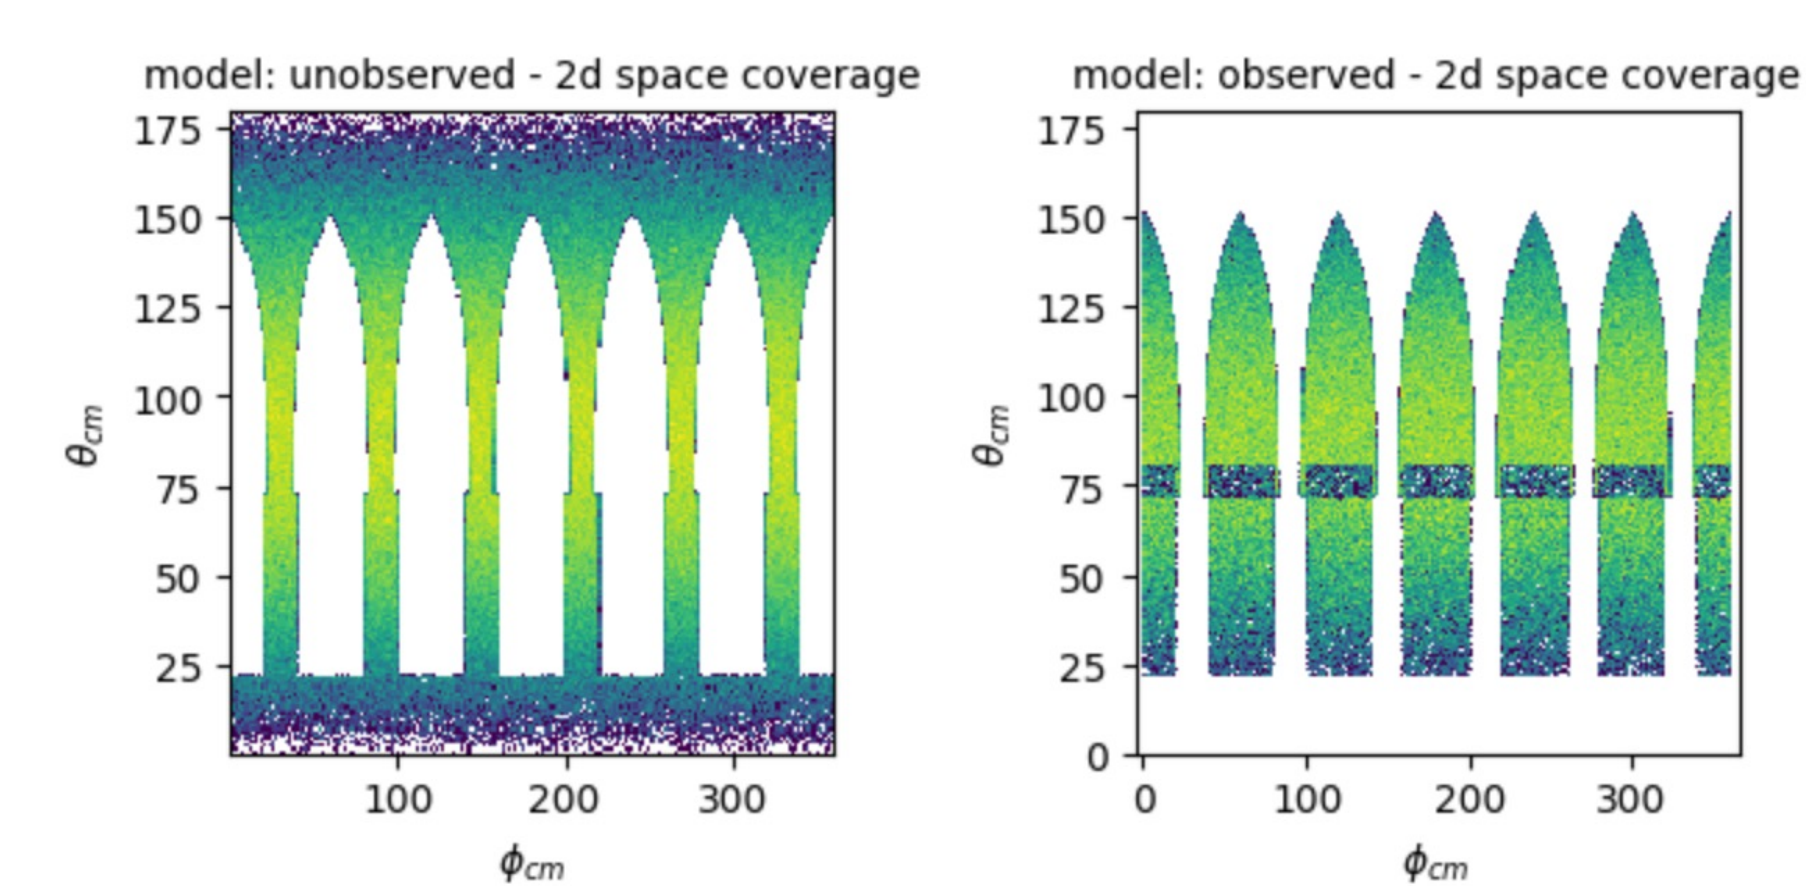 model: unobserved - 2d space coverage
175
150
125
100
75
50
25
θcm
100 200 300
ϕcm
model: observed - 2d space coverage
175
150
125
100
75
50
25
0
θcm
0 100 200 300
ϕcm